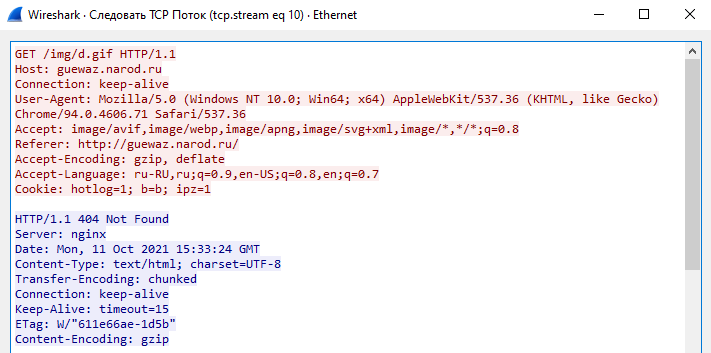 Wireshark · Следовать TCP Поток (tcp.stream eq 10) · Ethernet
GET /img/d.gif HTTP/1.1
Host: guewaz.narod.ru
Connection: keep-alive
User-Agent: Mozilla/5.0 (Windows NT 10.0; Win64; x64) AppleWebKit/537.36 (KHTML, like Gecko)
Chrome/94.0.4606.71 Safari/537.36
Accept: image/avif,image/webp,image/apng,image/svg+xml,image/*,*/*;q=0.8
Referer: http://guewaz.narod.ru/
Accept-Encoding: gzip, deflate
Accept-Language: ru-RU,ru;q=0.9,en-US;q=0.8,en;q=0.7
Cookie: hotlog=1; b=b; ipz=1
HTTP/1.1 404 Not Found
Server: nginx
Date: Mon, 11 Oct 2021 15:33:24 GMT
Content-Type: text/html; charset=UTF-8
Transfer-Encoding: chunked
Connection: keep-alive
Keep-Alive: timeout=15
ETag: W/"611e66ae-1d5b"
Content-Encoding: gzip